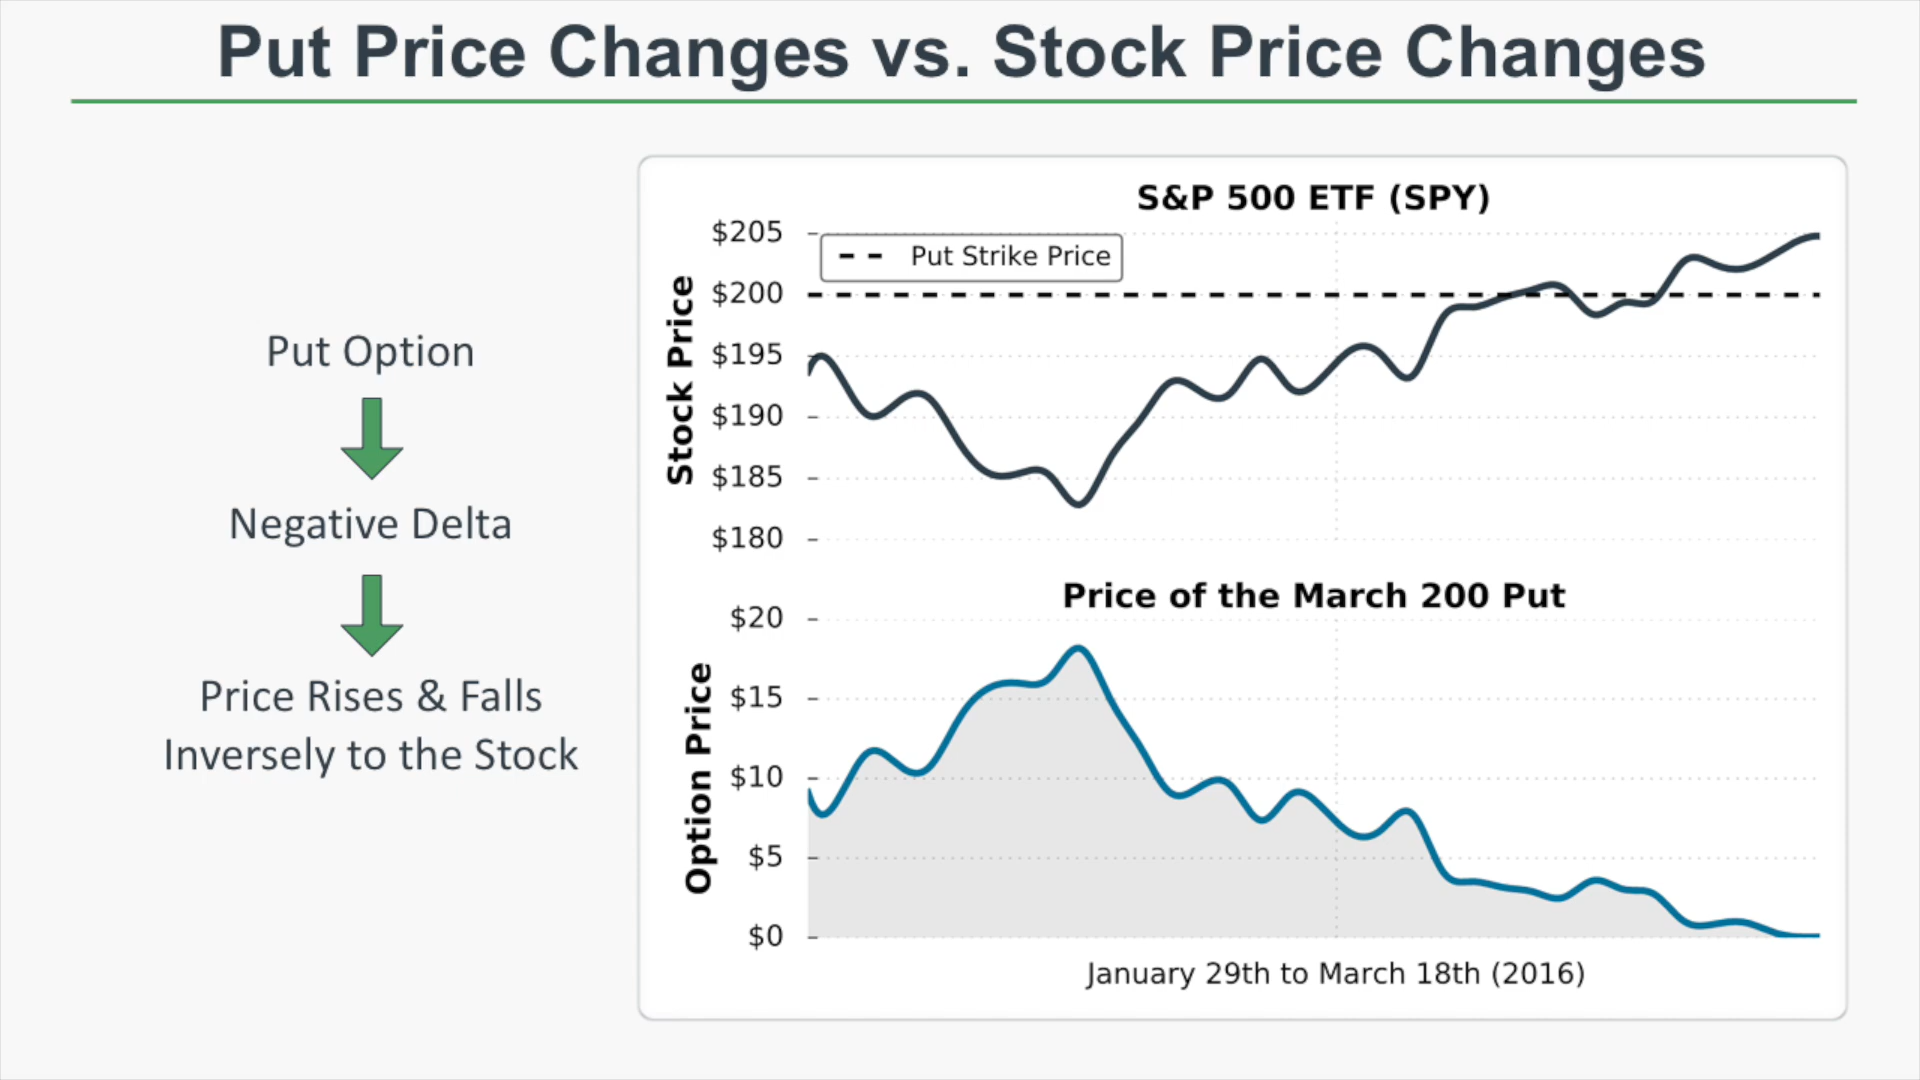 Put Price Changes vs. Stock Price Changes
Put Option
Negative Delta
Price Rises & Falls
Inversely to the Stock
S&P 500 ETF (SPY)
Put Strike Price
Stock Price
$205
$200
$195
$190
$185
$180
Price of the March 200 Put
Option Price
$20
$15
$10
$5
$0
January 29th to March 18th (2016)